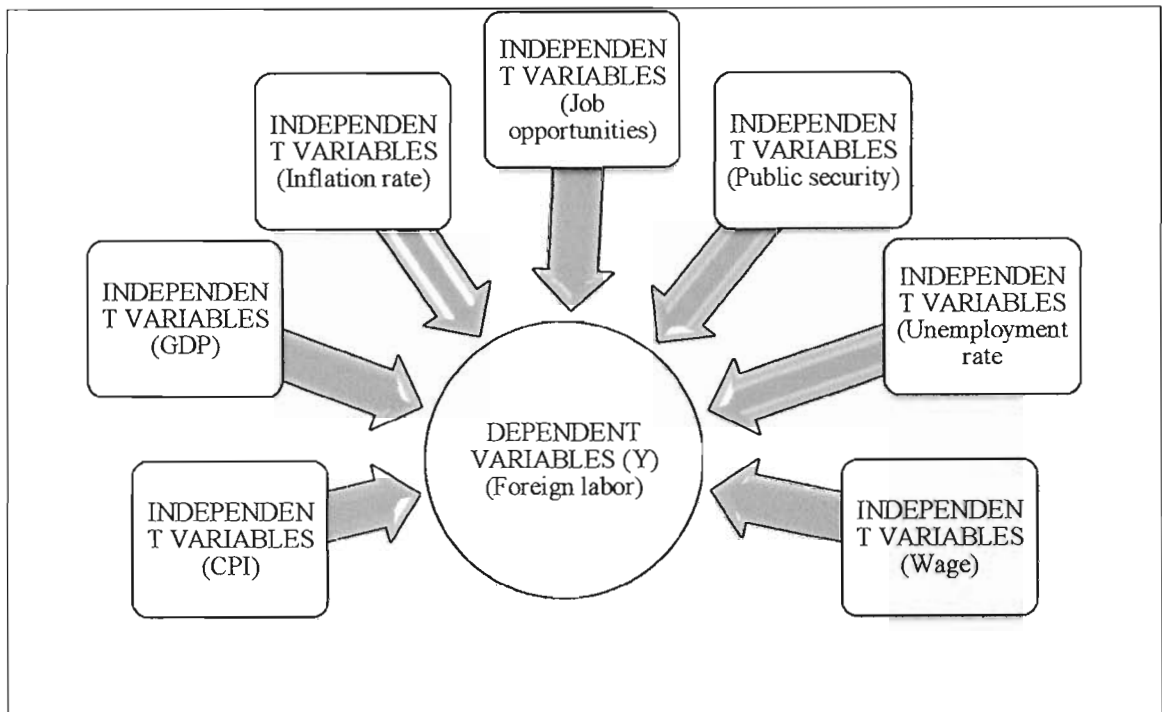 INDEPENDEN
T VARIABLES
(Job
opportunities)
INDEPENDEN
T VARIABLES
(Inflation rate)
INDEPENDEN
T VARIABLES
(Public security)
INDEPENDEN
T VARIABLES
(GDP)
INDEPENDEN
T VARIABLES
(Unemployment
rate
DEPENDENT
VARIABLES (Y)
(Foreign labor)
INDEPENDEN
T VARIABLES
(CPI)
INDEPENDEN
T VARIABLES
(Wage)